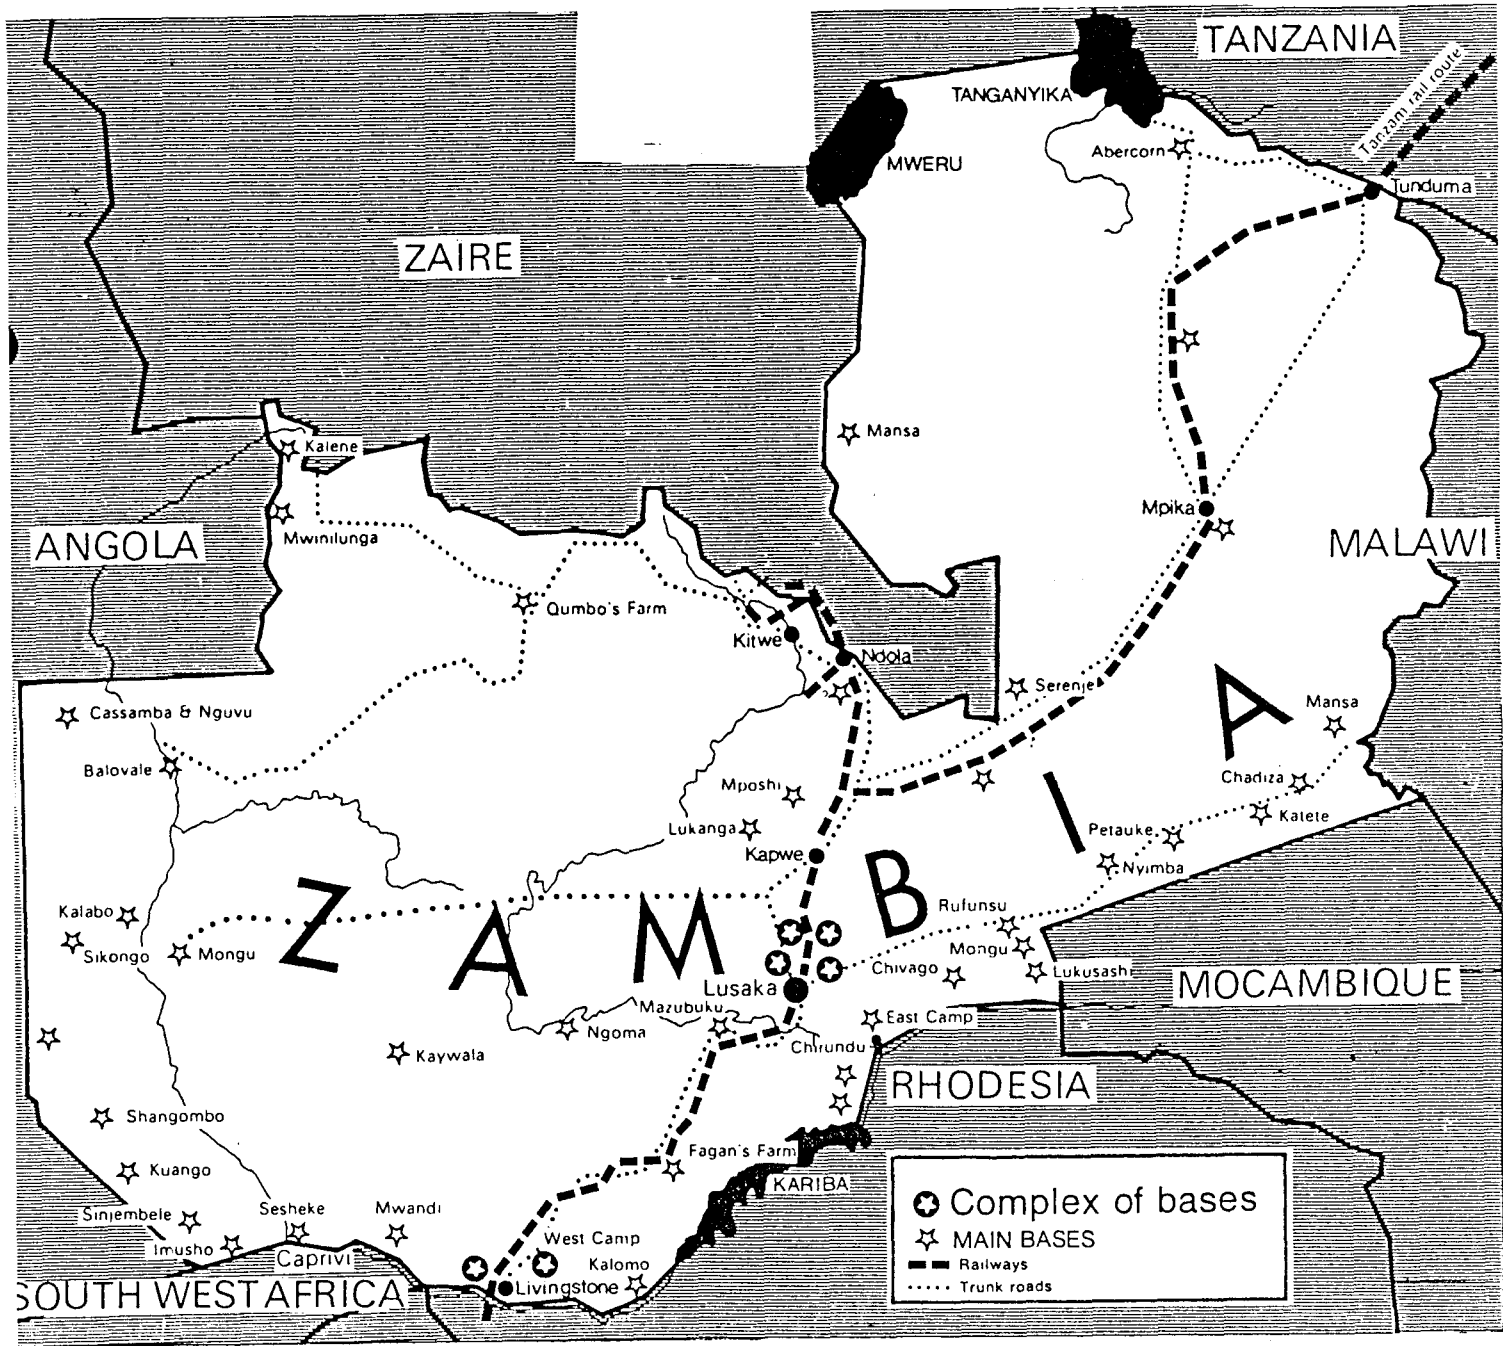 TANZANIA
Tanzam rail route
TANGANYIKA
Abercorn
MWERU
Tunduma
ZAIRE
Mansa
Kalene
Mpika
ANGOLA
Mwinilunga
MALAWI
Qumbo's Farm
Kitwe
Ndola
Serenje
Cassamba & Nguvu
Mansa
Balovale
Mposhi
Chadiza
Lukanga
Petauke
Katete
Kapwe
Nyimba
ZAMBIA
Kalabo
Rufunsu
Sikongo
Mongu
Mongu
Chivago
Lukusashi
Lusaka
MOCAMBIQUE
Mazubuku
Ngoma
East Camp
Kaywala
Chirundu
RHODESIA
Shangombo
Fagan's Farm
Kuango
KARIBA
Sinjembele
Sesheke
Mwandi
Imusho
Caprivi
West Camp
Kalomo
Livingstone
SOUTH WEST AFRICA
Complex of bases
MAIN BASES
Railways
Trunk roads